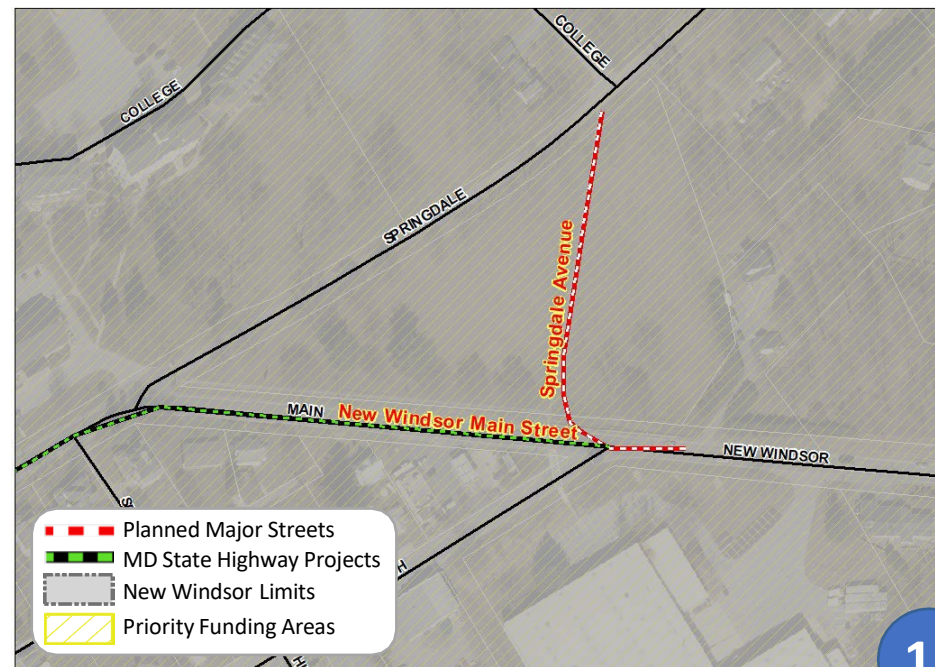 COLLEGE
COLLEGE
SPRINGDALE
Springdale Avenue
MAIN
New Windsor Main Street
NEW WINDSOR
H
Planned Major Streets
MD State Highway Projects
New Windsor Limits
Priority Funding Areas
1